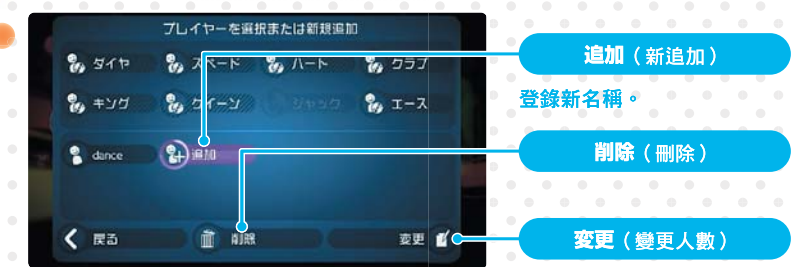 プレイヤーを選択または新規追加
ダイヤ スペード ハート クラブ
キング クイーン ジャック エース
dance 追加
戻る 削除 変更
追加（新追加）
登錄新名稱。
削除（刪除）
変更（變更人數）